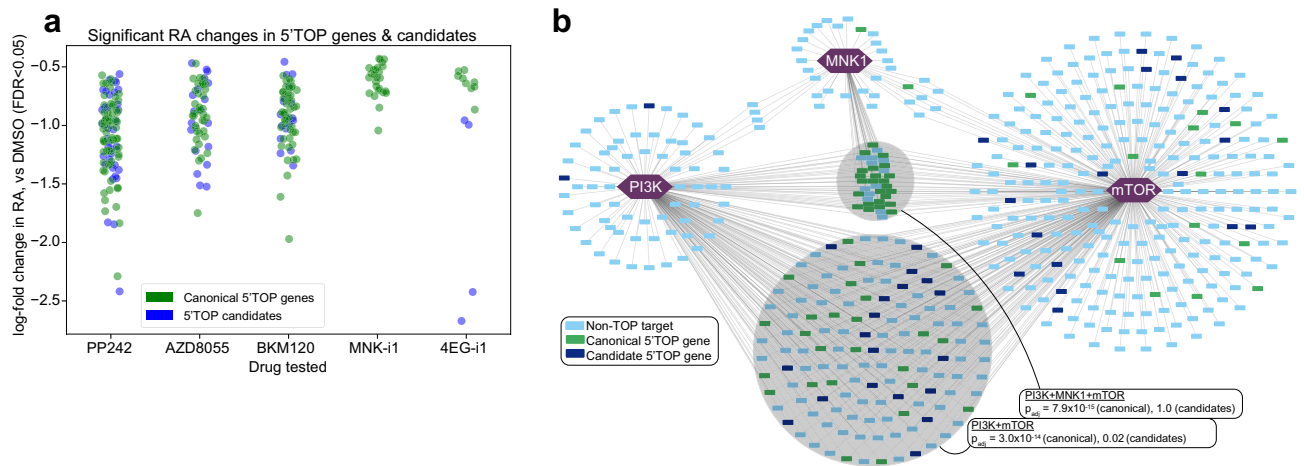 a
Significant RA changes in 5'TOP genes & candidates
log-fold change in RA, vs DMSO (FDR<0.05)
−0.5
−1.0
−1.5
−2.0
−2.5
Canonical 5'TOP genes
5'TOP candidates
PP242 AZD8055 BKM120 MNK-i1 4EG-i1
Drug tested
b
MNK1
PI3K
mTOR
Non-TOP target
Canonical 5'TOP gene
Candidate 5'TOP gene
PI3K+MNK1+mTOR
p_adj = 7.9x10⁻¹⁵ (canonical), 1.0 (candidates)
PI3K+mTOR
p_adj = 3.0x10⁻¹⁴ (canonical), 0.02 (candidates)